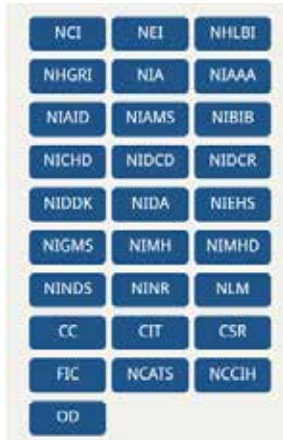 NCI NEI NHLBI
NHGRI NIA NIAAA
NIAID NIAMS NIBIB
NICHD NIDCD NIDCR
NIDDK NIDA NIEHS
NIGMS NIMH NIMHD
NINDS NINR NLM
CC CIT CSR
FIC NCATS NCCIH
OD